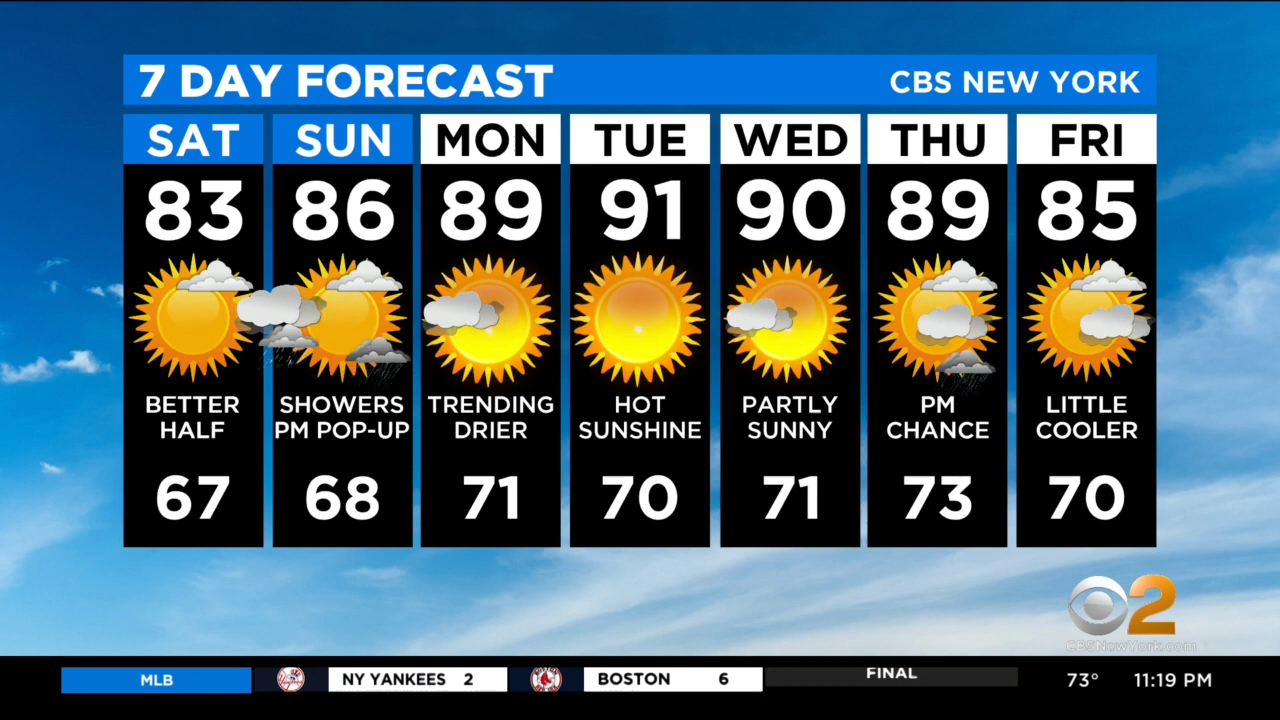 7 DAY FORECAST CBS NEW YORK
SAT SUN MON TUE WED THU FRI
83 86 89 91 90 89 85
BETTER HALF
SHOWERS PM POP-UP
TRENDING DRIER
HOT SUNSHINE
PARTLY SUNNY
PM CHANCE
LITTLE COOLER
67 68 71 70 71 73 70
2
CBSNewYork.com
MLB NY YANKEES 2 BOSTON 6 FINAL 73° 11:19 PM